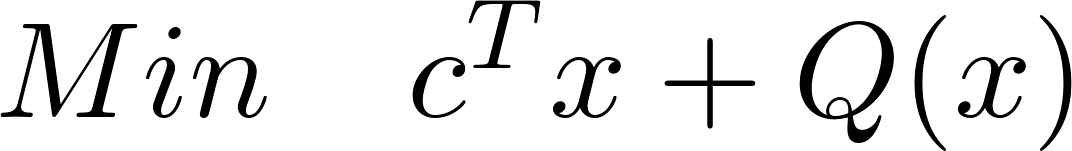 Min c^T x + Q(x)